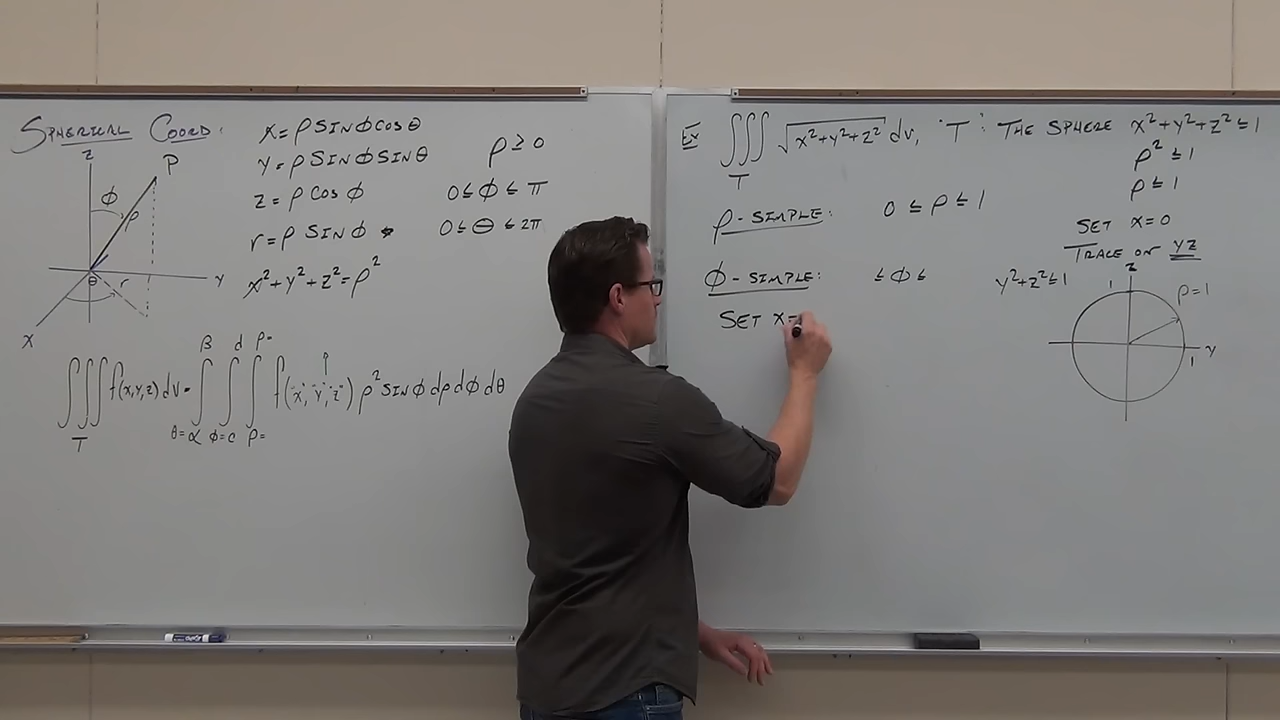 SPHERICAL COORD:
x = ρ SIN φ COS θ
y = ρ SIN φ SIN θ
z = ρ COS φ
r = ρ SIN φ
x² + y² + z² = ρ²
ρ ≥ 0
0 ≤ φ ≤ π
0 ≤ θ ≤ 2π
z
P
φ
ρ
θ
r
y
x
β d ρ=
∭ f(x,y,z) dv = ∫∫∫ f("x", "y", "z") ρ² SIN φ dρ dφ dθ
T θ=α φ=c ρ=
Ex ∭ √x²+y²+z² dv, "T": THE SPHERE x²+y²+z² ≤ 1
T
ρ² ≤ 1
ρ ≤ 1
ρ - SIMPLE: 0 ≤ ρ ≤ 1
SET x=0
TRACE ON YZ
φ - SIMPLE: ≤ φ ≤
y²+z² ≤ 1
SET x=
z
1
ρ=1
y
1